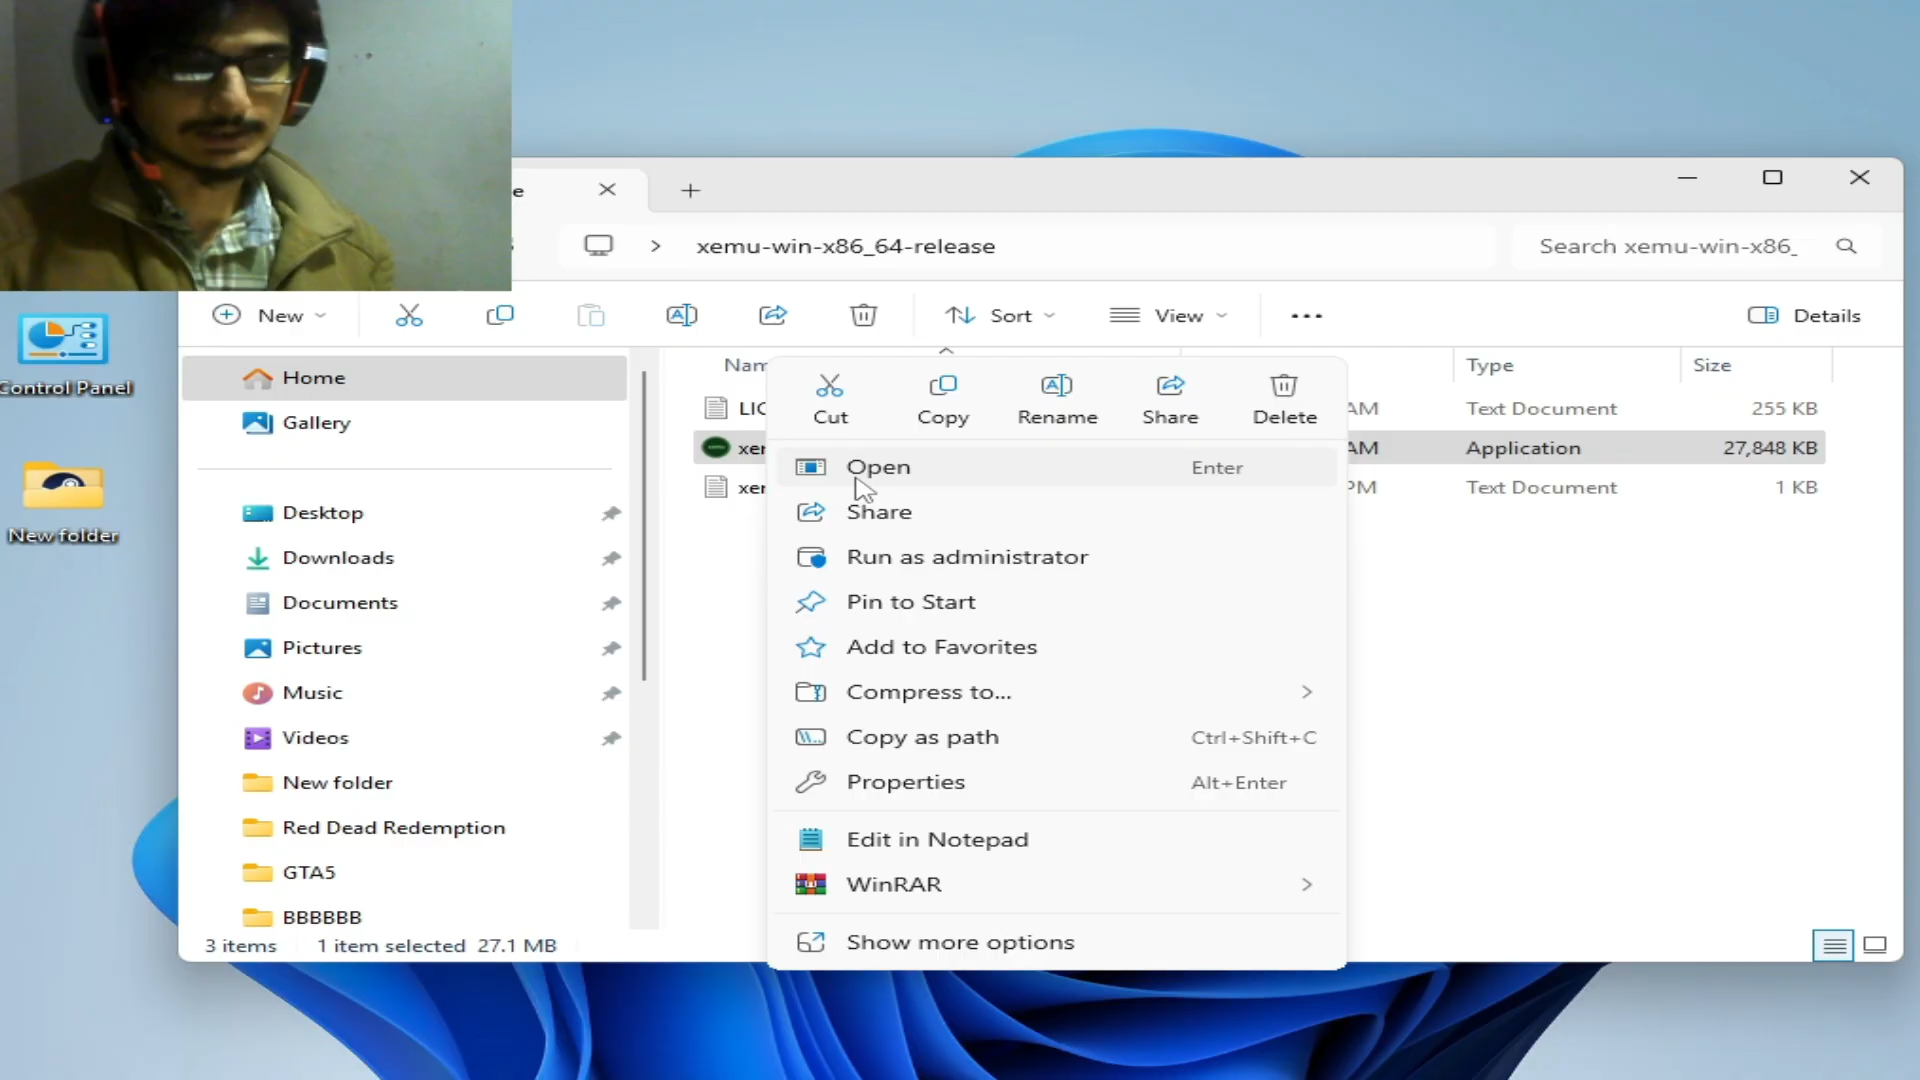 e
xemu-win-x86_64-release
Search xemu-win-x86_
New
Sort
View
Details
Control Panel
New folder
Home
Gallery
Desktop
Downloads
Documents
Pictures
Music
Videos
New folder
Red Dead Redemption
GTA5
BBBBBB
Nam
Type
Size
LIC
AM
Text Document
255 KB
xer
AM
Application
27,848 KB
xer
PM
Text Document
1 KB
Cut
Copy
Rename
Share
Delete
Open
Enter
Share
Run as administrator
Pin to Start
Add to Favorites
Compress to...
Copy as path
Ctrl+Shift+C
Properties
Alt+Enter
Edit in Notepad
WinRAR
Show more options
3 items
1 item selected 27.1 MB